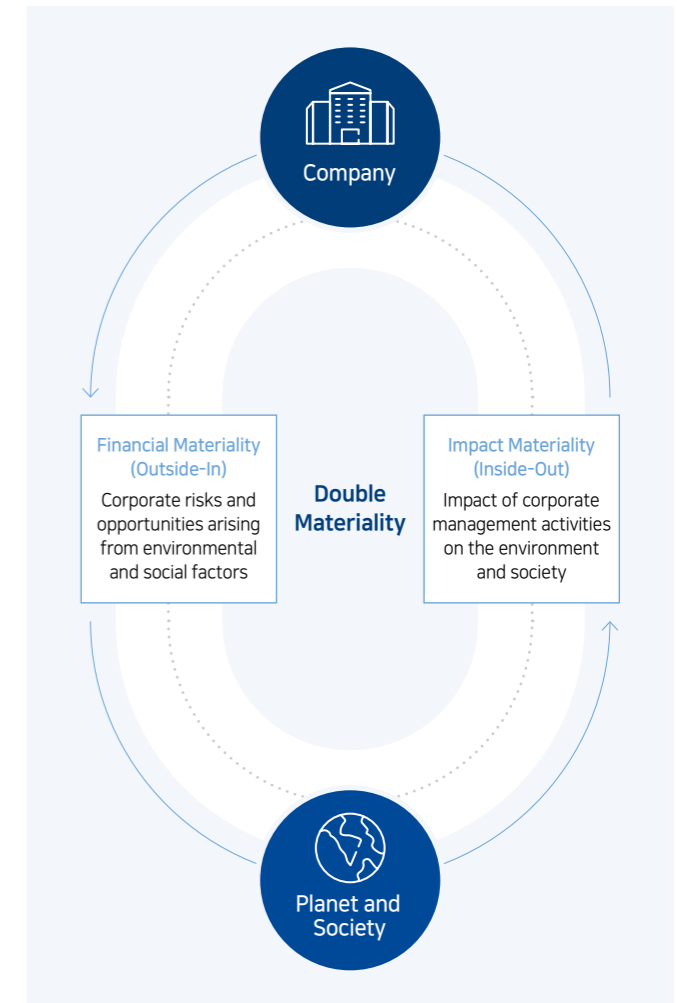 Company
Financial Materiality
(Outside-In)
Corporate risks and
opportunities arising
from environmental
and social factors
Double
Materiality
Impact Materiality
(Inside-Out)
Impact of corporate
management activities
on the environment
and society
Planet and
Society